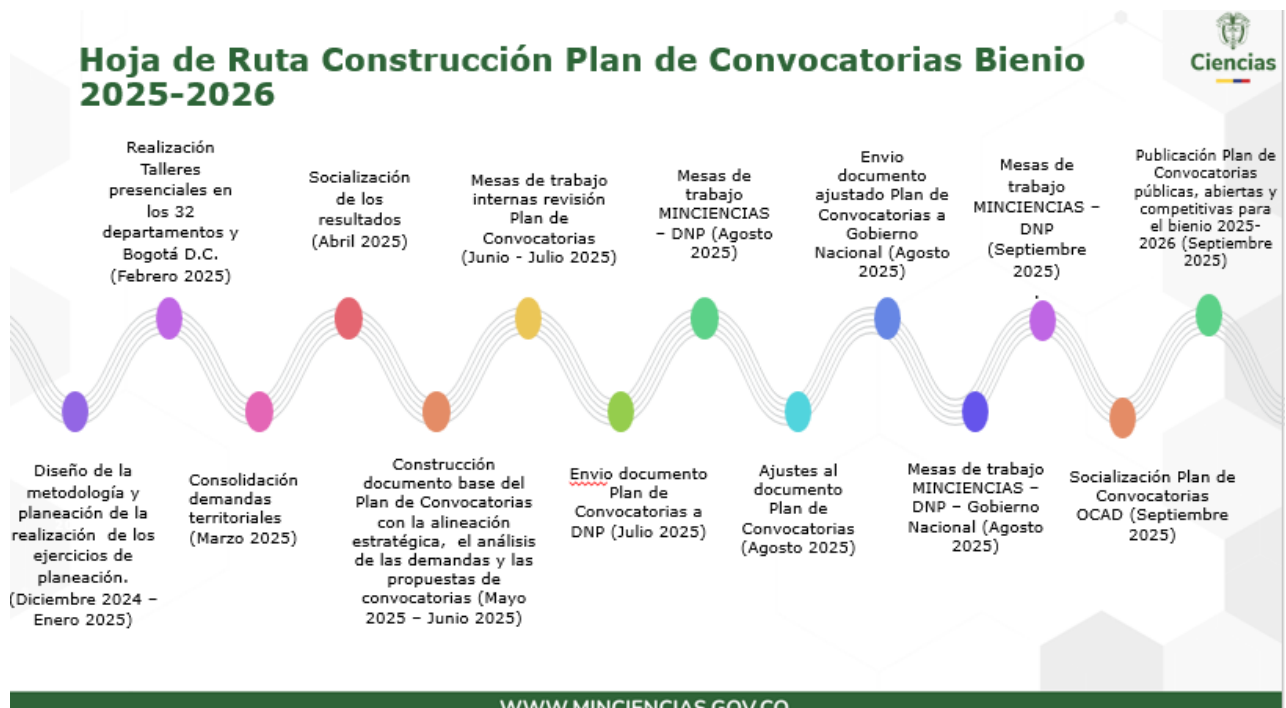 Hoja de Ruta Construcción Plan de Convocatorias Bienio
2025-2026
Ciencias
Realización
Talleres
presenciales en
los 32
departamentos y
Bogotá D.C.
(Febrero 2025)
Socialización
de los
resultados
(Abril 2025)
Mesas de trabajo
internas revisión
Plan de
Convocatorias
(Junio - Julio 2025)
Mesas de
trabajo
MINCIENCIAS
– DNP (Agosto
2025)
Envio
documento
ajustado Plan de
Convocatorias a
Gobierno
Nacional (Agosto
2025)
Mesas de
trabajo
MINCIENCIAS –
DNP
(Septiembre
2025)
.
Publicación Plan de
Convocatorias
públicas, abiertas y
competitivas para
el bienio 2025-
2026 (Septiembre
2025)
Diseño de la
metodología y
planeación de la
realización de los
ejercicios de
planeación.
(Diciembre 2024 –
Enero 2025)
Consolidación
demandas
territoriales
(Marzo 2025)
Construcción
documento base del
Plan de Convocatorias
con la alineación
estratégica, el análisis
de las demandas y las
propuestas de
convocatorias (Mayo
2025 – Junio 2025)
Envio documento
Plan de
Convocatorias a
DNP (Julio 2025)
Ajustes al
documento
Plan de
Convocatorias
(Agosto 2025)
Mesas de trabajo
MINCIENCIAS –
DNP – Gobierno
Nacional (Agosto
2025)
Socialización Plan de
Convocatorias
OCAD (Septiembre
2025)
WWW.MINCIENCIAS.GOV.CO